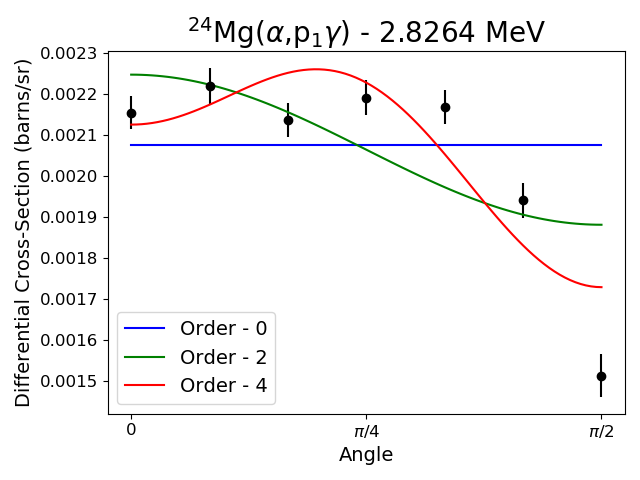 ²⁴Mg(α,p₁γ) - 2.8264 MeV
Differential Cross-Section (barns/sr)
0.0023
0.0022
0.0021
0.0020
0.0019
0.0018
0.0017
0.0016
0.0015
Order - 0
Order - 2
Order - 4
0
π/4
π/2
Angle